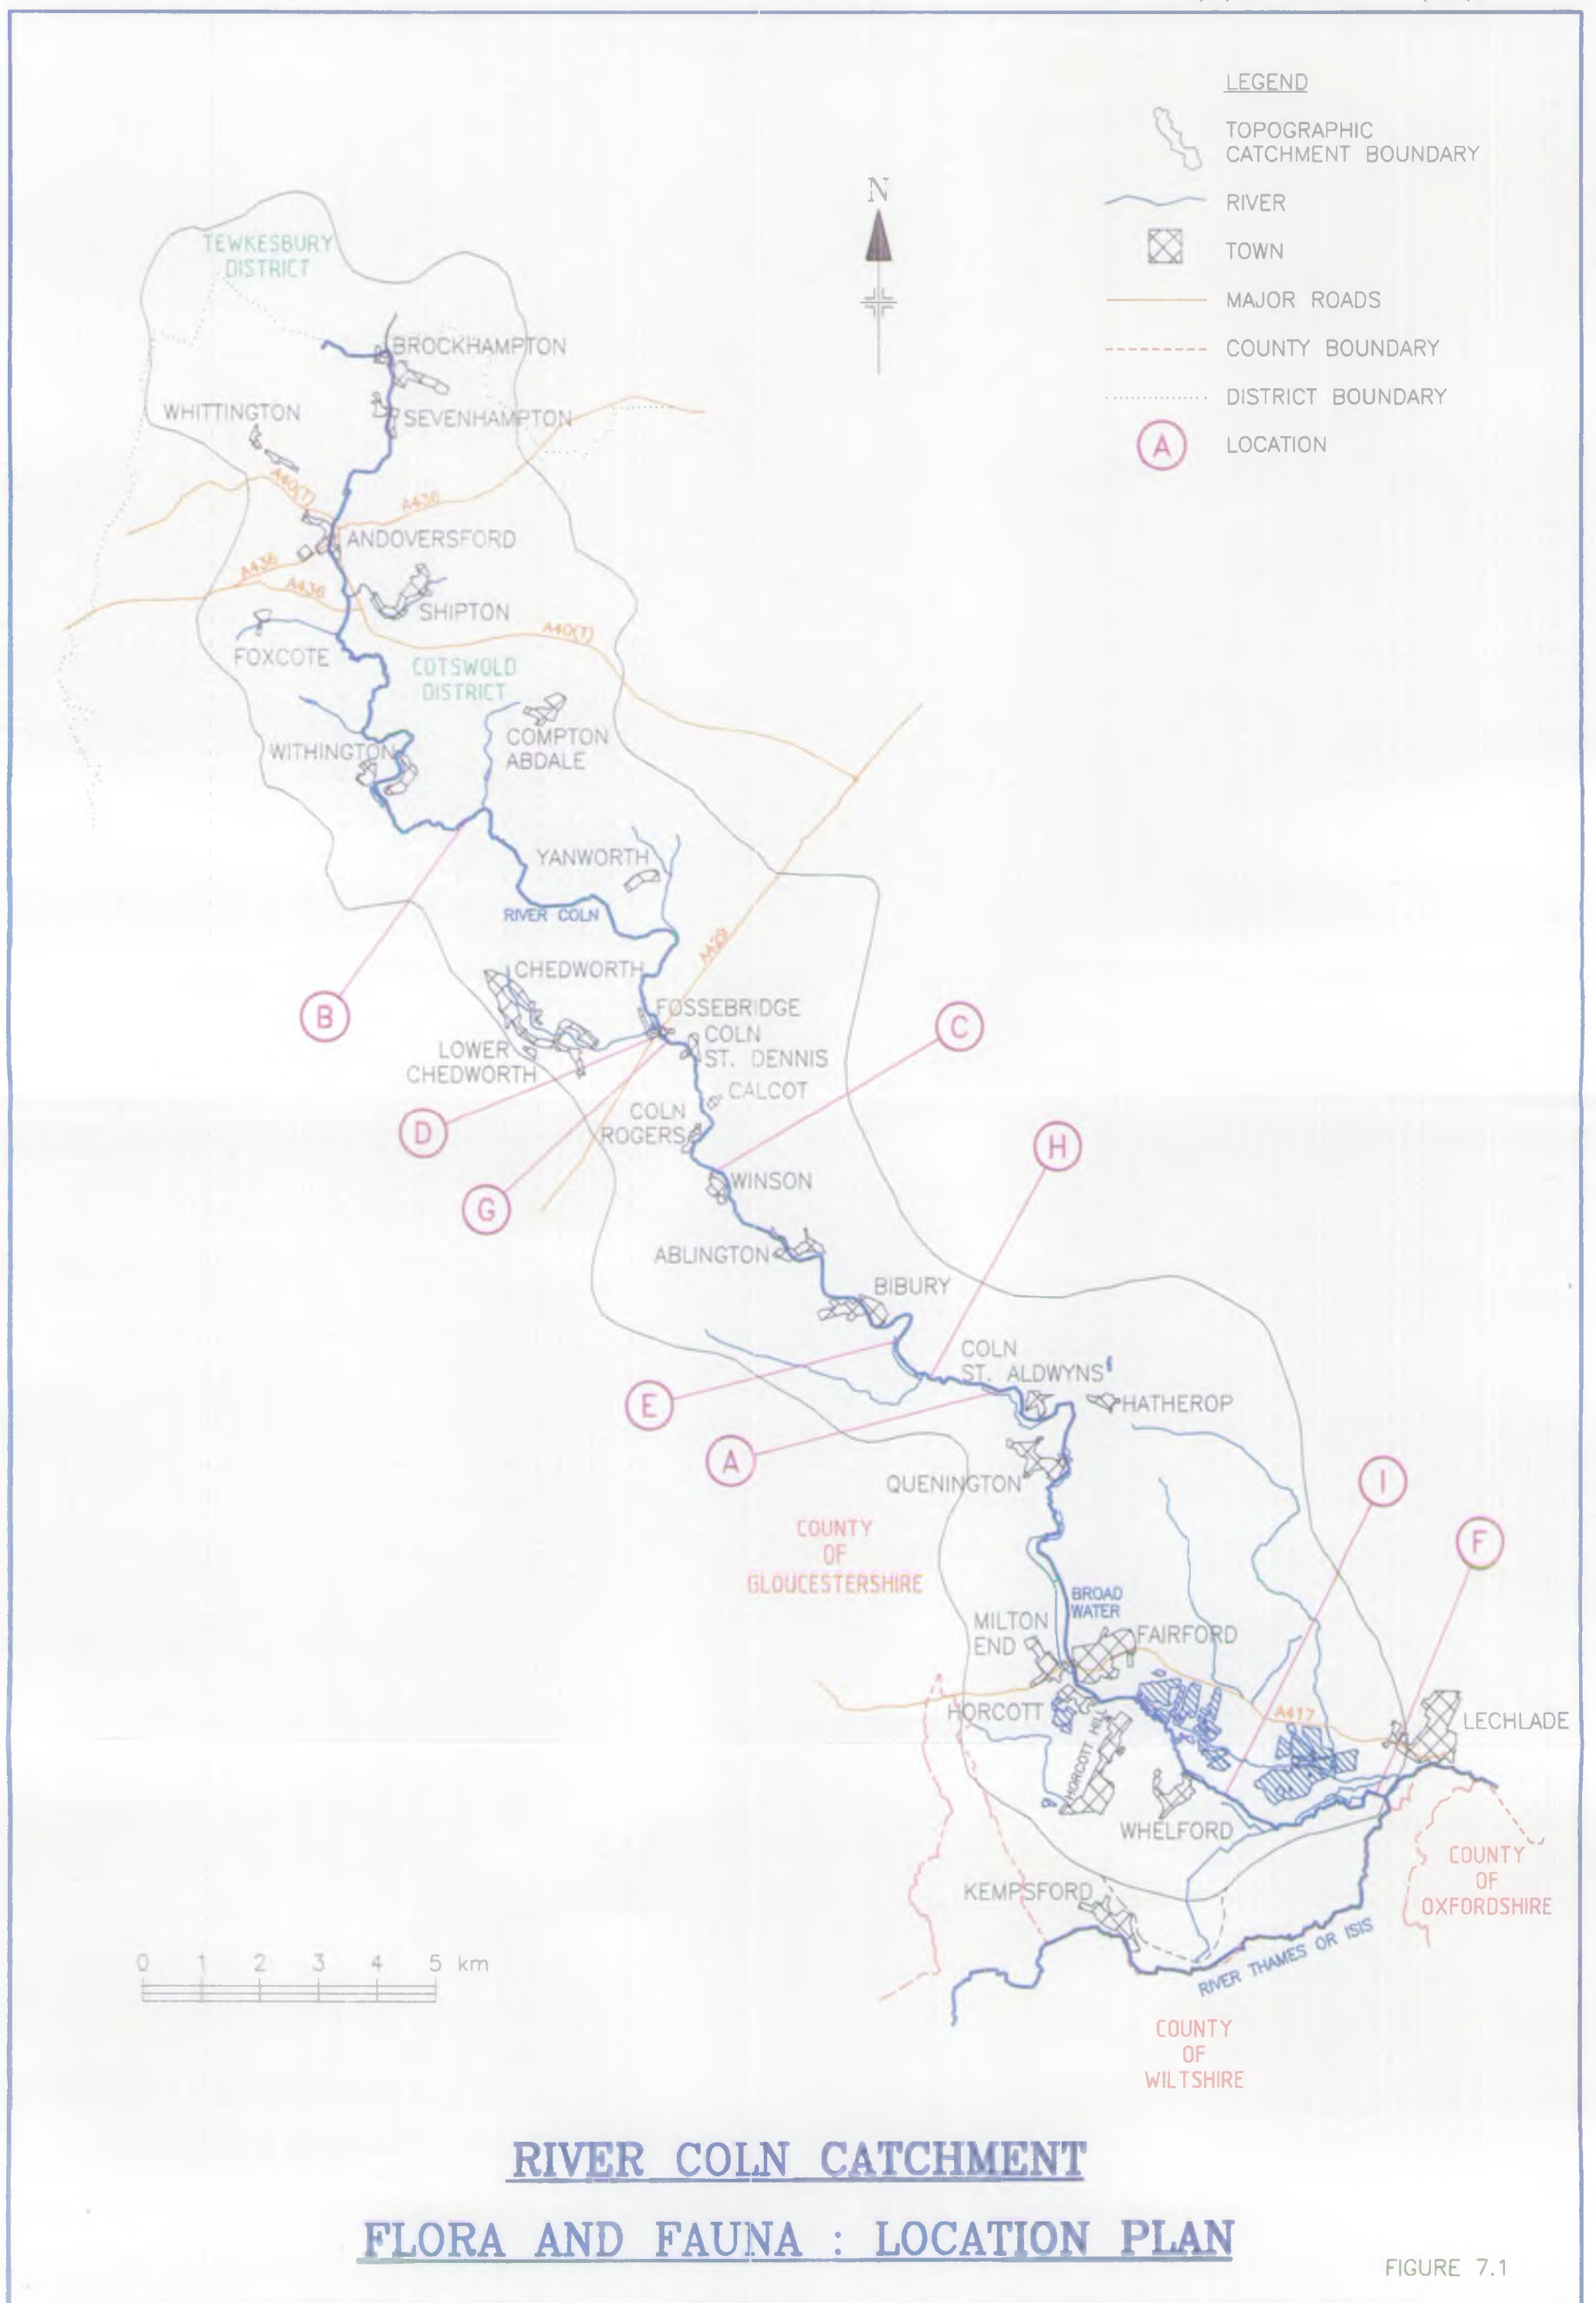 LEGEND
TOPOGRAPHIC
CATCHMENT BOUNDARY
RIVER
TOWN
MAJOR ROADS
COUNTY BOUNDARY
DISTRICT BOUNDARY
A
LOCATION
N
TEWKESBURY
DISTRICT
BROCKHAMPTON
WHITTINGTON
SEVENHAMPTON
A40(T)
A436
ANDOVERSFORD
A436
A436
SHIPTON
A40(T)
FOXCOTE
COTSWOLD
DISTRICT
COMPTON
ABDALE
WITHINGTON
YANWORTH
RIVER COLN
A429
CHEDWORTH
B
FOSSEBRIDGE
C
COLN
ST. DENNIS
LOWER
CHEDWORTH
CALCOT
D
COLN
ROGERS
H
WINSON
G
ABLINGTON
BIBURY
COLN
ST. ALDWYNS
E
HATHEROP
A
QUENINGTON
I
F
COUNTY
OF
GLOUCESTERSHIRE
BROAD
WATER
MILTON
END
FAIRFORD
HORCOTT
HORCOTT HILL
A417
LECHLADE
WHELFORD
COUNTY
OF
OXFORDSHIRE
KEMPSFORD
RIVER THAMES OR ISIS
0 1 2 3 4 5 km
COUNTY
OF
WILTSHIRE
RIVER COLN CATCHMENT
FLORA AND FAUNA : LOCATION PLAN
FIGURE 7.1